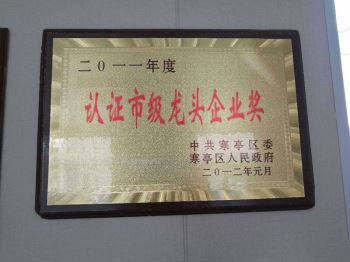 二〇一一年度
认证市级龙头企业奖
中共寒亭区委
寒亭区人民政府
二〇一二年元月